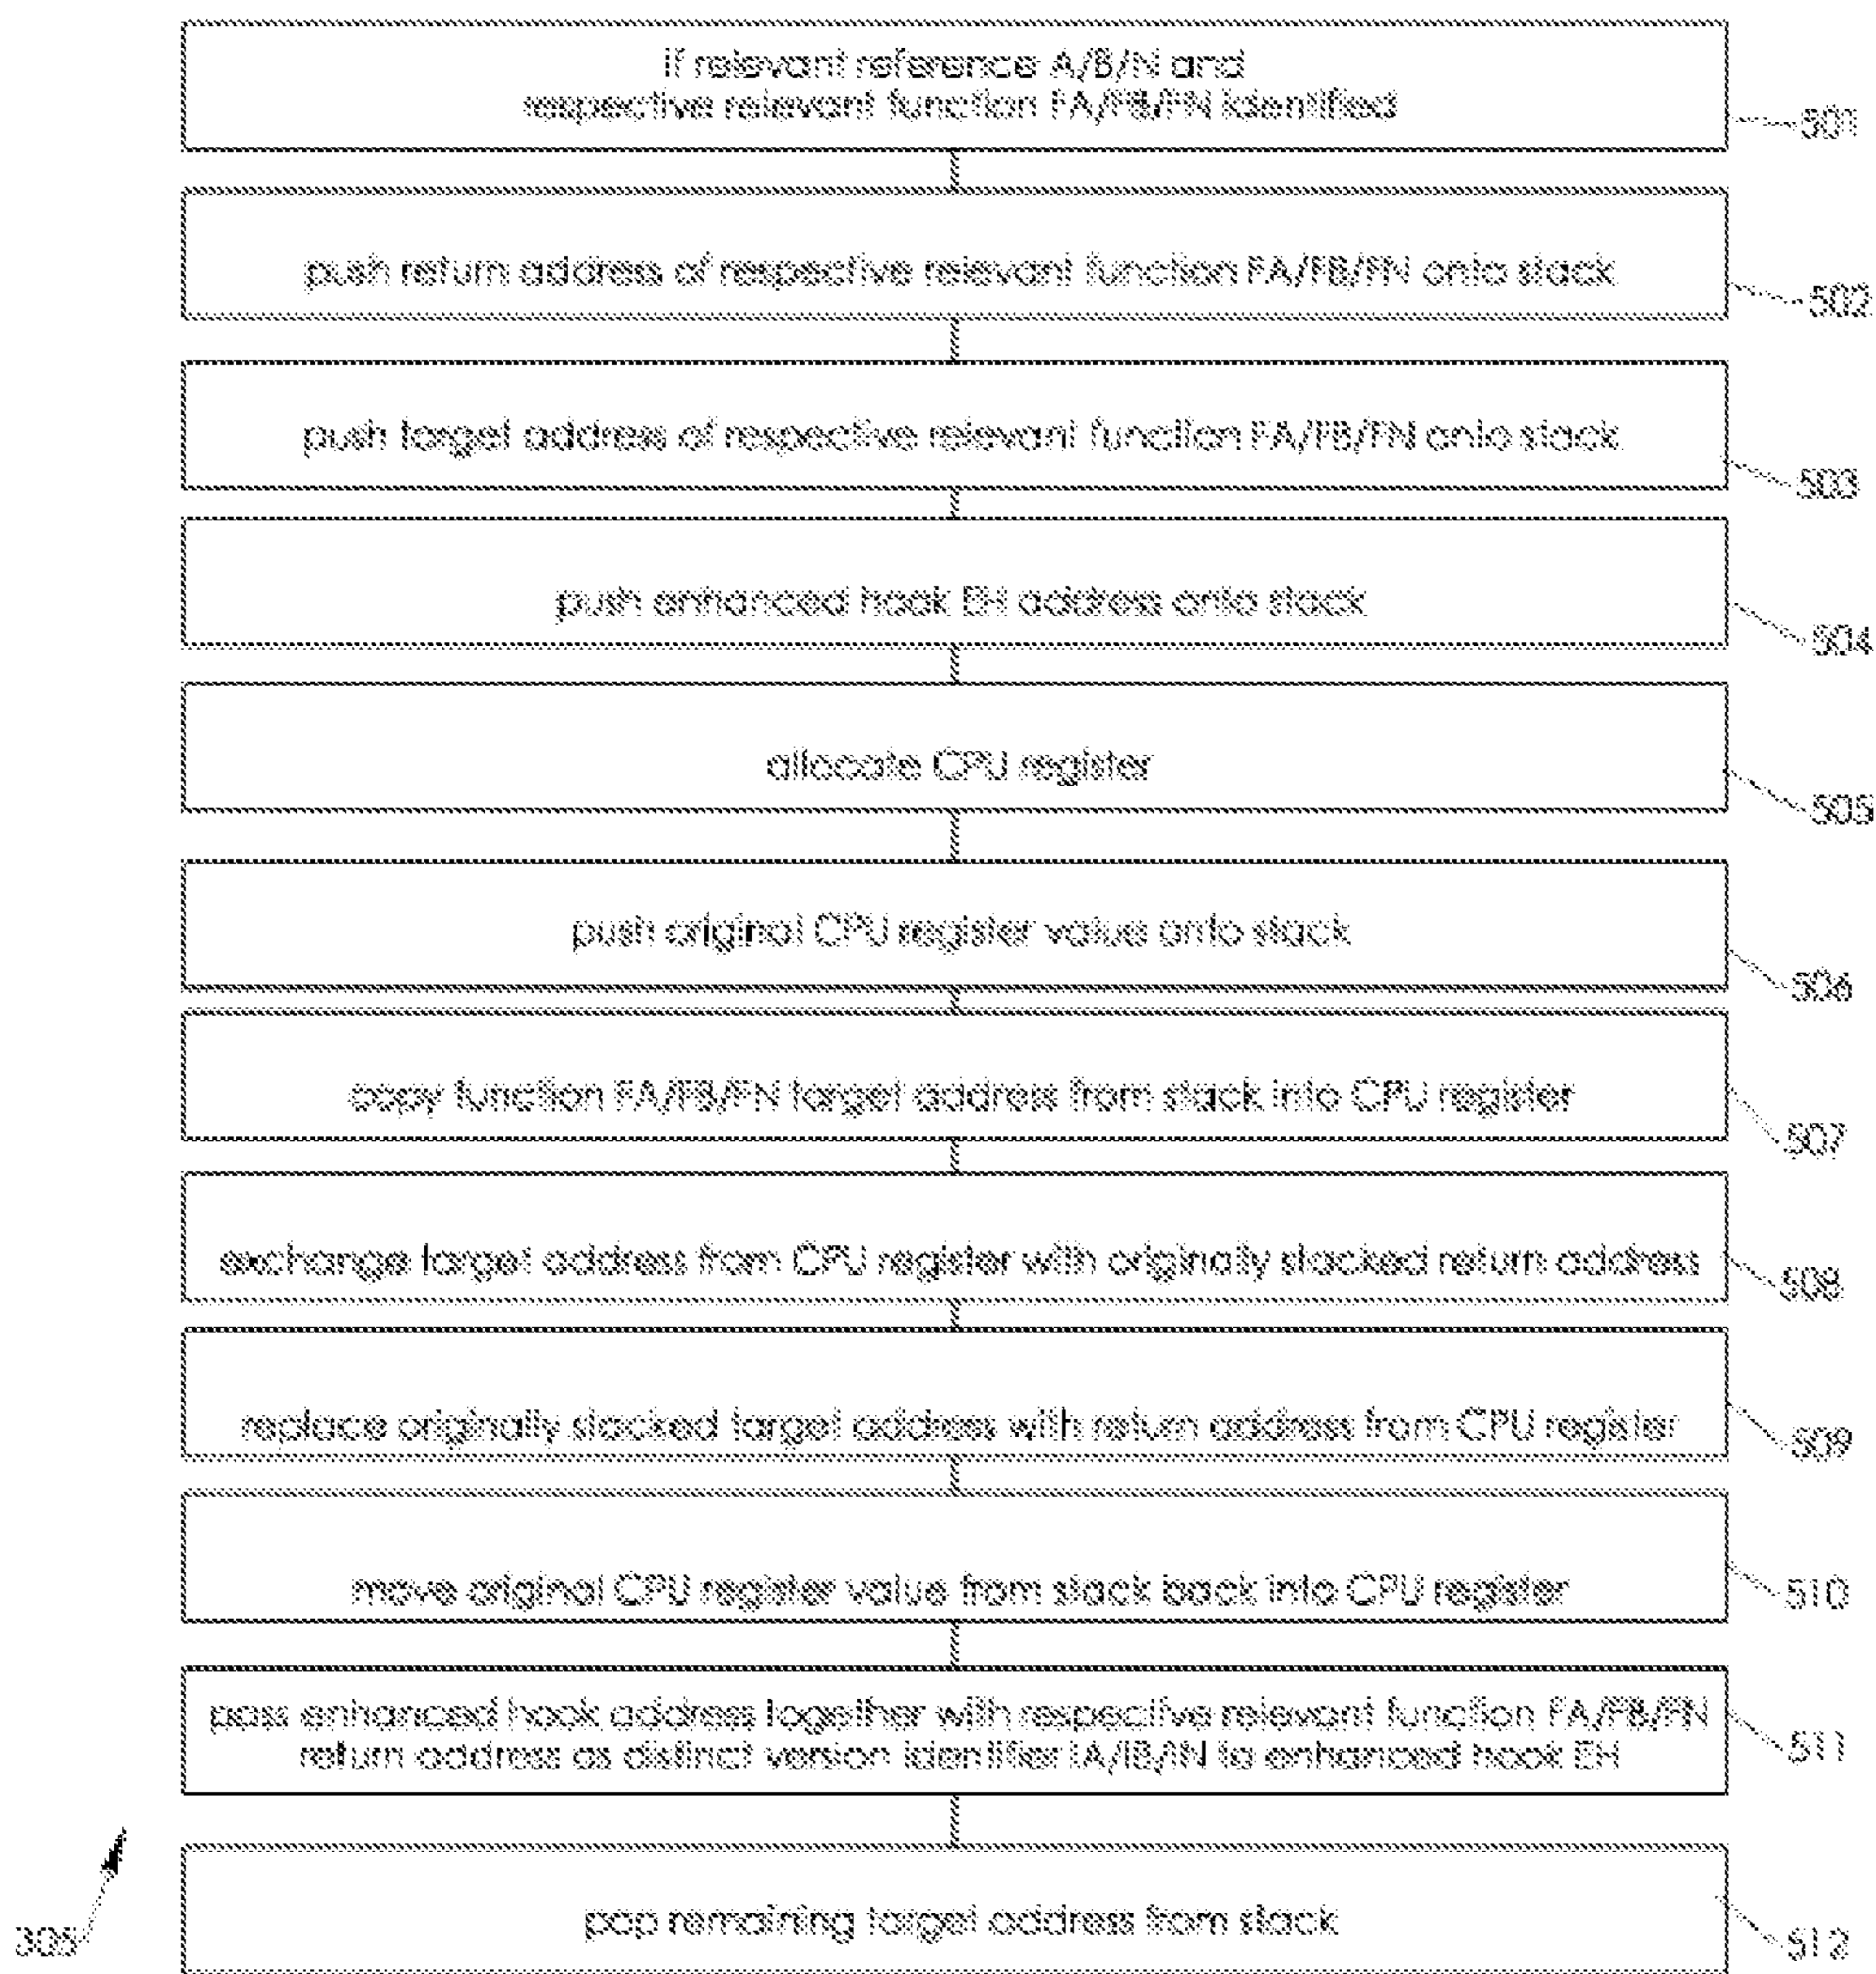 if relevant reference A/B/N and
respective relevant function FA/FB/FN identified
501
push return address of respective relevant function FA/FB/FN onto stack
502
push target address of respective relevant function FA/FB/FN onto stack
503
push enhanced hook EH address onto stack
504
allocate CPU register
505
push original CPU register value onto stack
506
copy function FA/FB/FN target address from stack into CPU register
507
exchange target address from CPU register with originally stacked return address
508
replace originally stacked target address with return address from CPU register
509
move original CPU register value from stack back into CPU register
510
pass enhanced hook address together with respective relevant function FA/FB/FN
return address as distinct version identifier IA/IB/IN to enhanced hook EH
511
pop remaining target address from stack
512
305